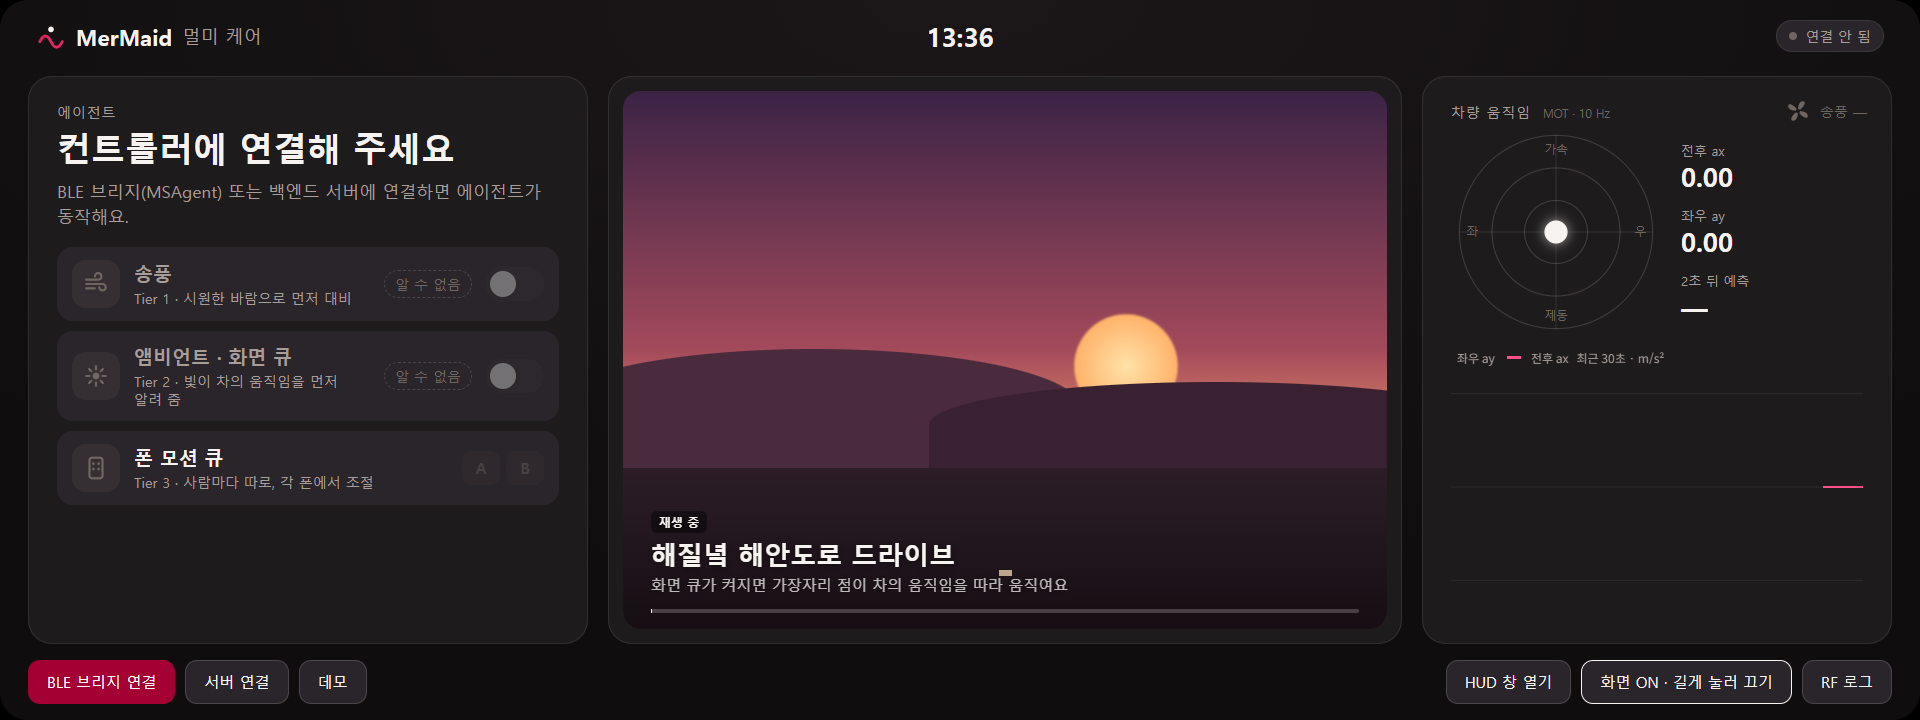 MerMaid 멀미 케어
13:36
연결 안 됨
에이전트
컨트롤러에 연결해 주세요
BLE 브리지(MSAgent) 또는 백엔드 서버에 연결하면 에이전트가
동작해요.
송풍
Tier 1 · 시원한 바람으로 먼저 대비
알 수 없음
앰비언트 · 화면 큐
Tier 2 · 빛이 차의 움직임을 먼저
알려 줌
알 수 없음
폰 모션 큐
Tier 3 · 사람마다 따로, 각 폰에서 조절
A
B
재생 중
해질녘 해안도로 드라이브
화면 큐가 켜지면 가장자리 점이 차의 움직임을 따라 움직여요
차량 움직임 MOT · 10 Hz
송풍 —
가속
좌
우
제동
전후 ax
0.00
좌우 ay
0.00
2초 뒤 예측
—
좌우 ay 전후 ax 최근 30초 · m/s²
BLE 브리지 연결
서버 연결
데모
HUD 창 열기
화면 ON · 길게 눌러 끄기
RF 로그